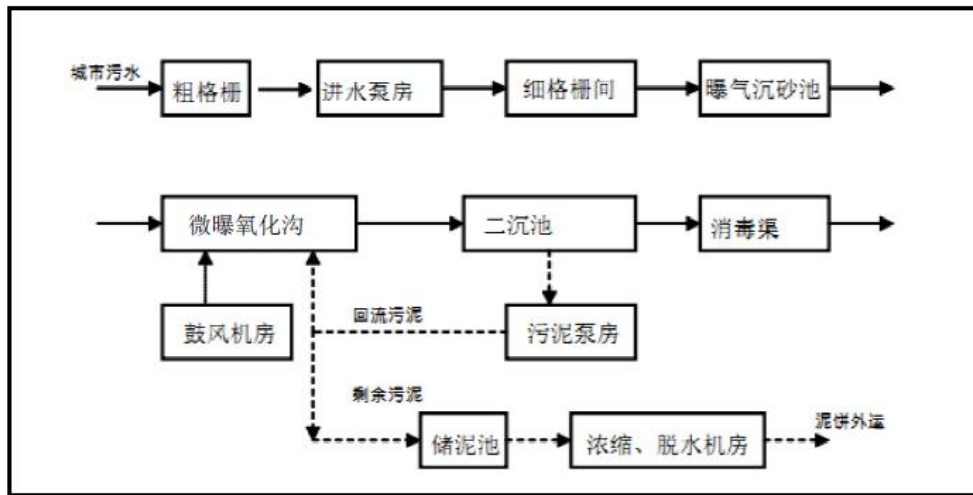 城市污水
粗格栅
进水泵房
细格栅间
曝气沉砂池
微曝氧化沟
二沉池
消毒渠
鼓风机房
回流污泥
污泥泵房
剩余污泥
储泥池
浓缩、脱水机房
泥饼外运